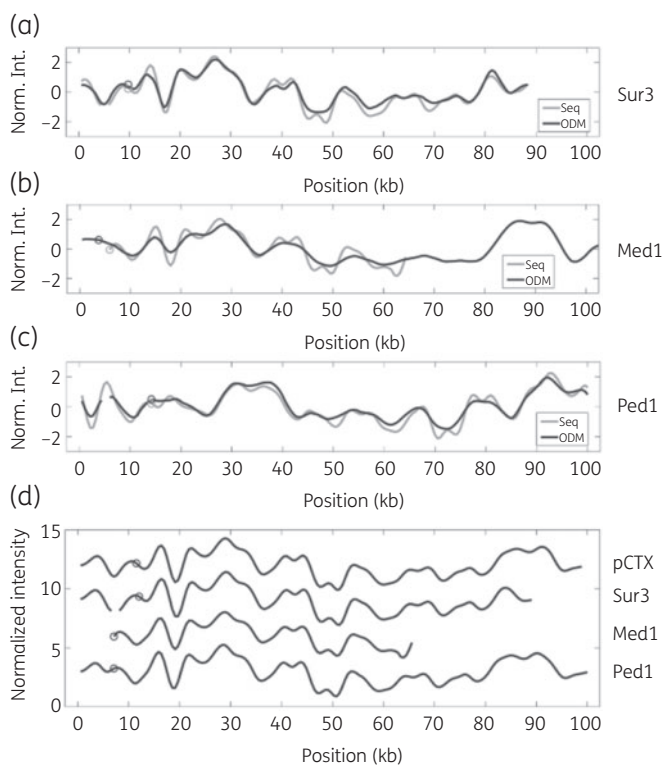 (a)
Norm. Int.
2
0
−2
Seq
ODM
Sur3
0 10 20 30 40 50 60 70 80 90 100
Position (kb)
(b)
Norm. Int.
2
0
−2
Seq
ODM
Med1
0 10 20 30 40 50 60 70 80 90 100
Position (kb)
(c)
Norm. Int.
2
0
−2
Seq
ODM
Ped1
0 10 20 30 40 50 60 70 80 90 100
Position (kb)
(d)
Normalized intensity
15
10
5
0
pCTX
Sur3
Med1
Ped1
0 10 20 30 40 50 60 70 80 90 100
Position (kb)